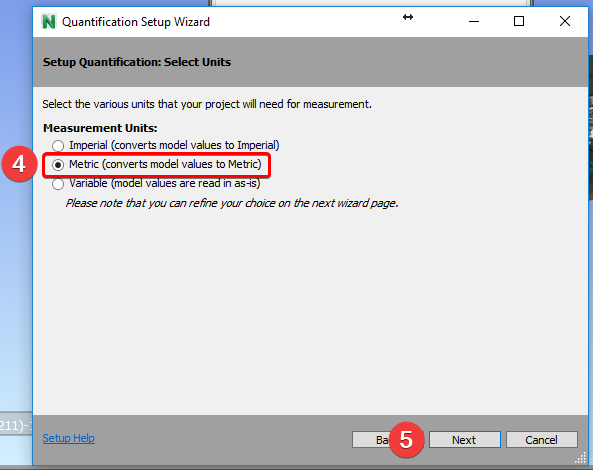 Quantification Setup Wizard
Setup Quantification: Select Units
Select the various units that your project will need for measurement.
Measurement Units:
Imperial (converts model values to Imperial)
4
Metric (converts model values to Metric)
Variable (model values are read in as-is)
Please note that you can refine your choice on the next wizard page.
211)-1
Setup Help
Ba
5
Next
Cancel